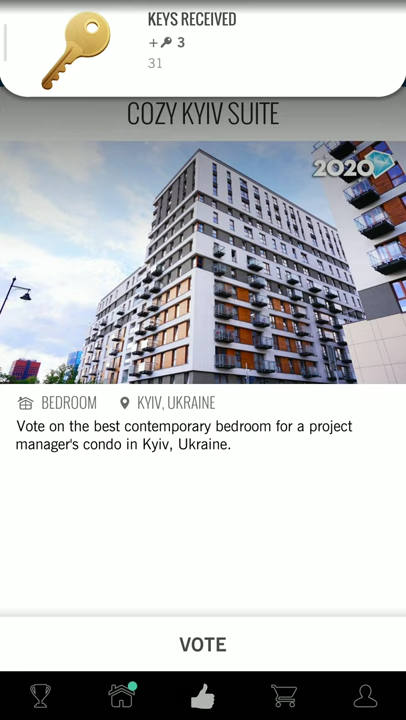 KEYS RECEIVED
+ 3
31
COZY KYIV SUITE
2020
BEDROOM KYIV, UKRAINE
Vote on the best contemporary bedroom for a project
manager's condo in Kyiv, Ukraine.
VOTE